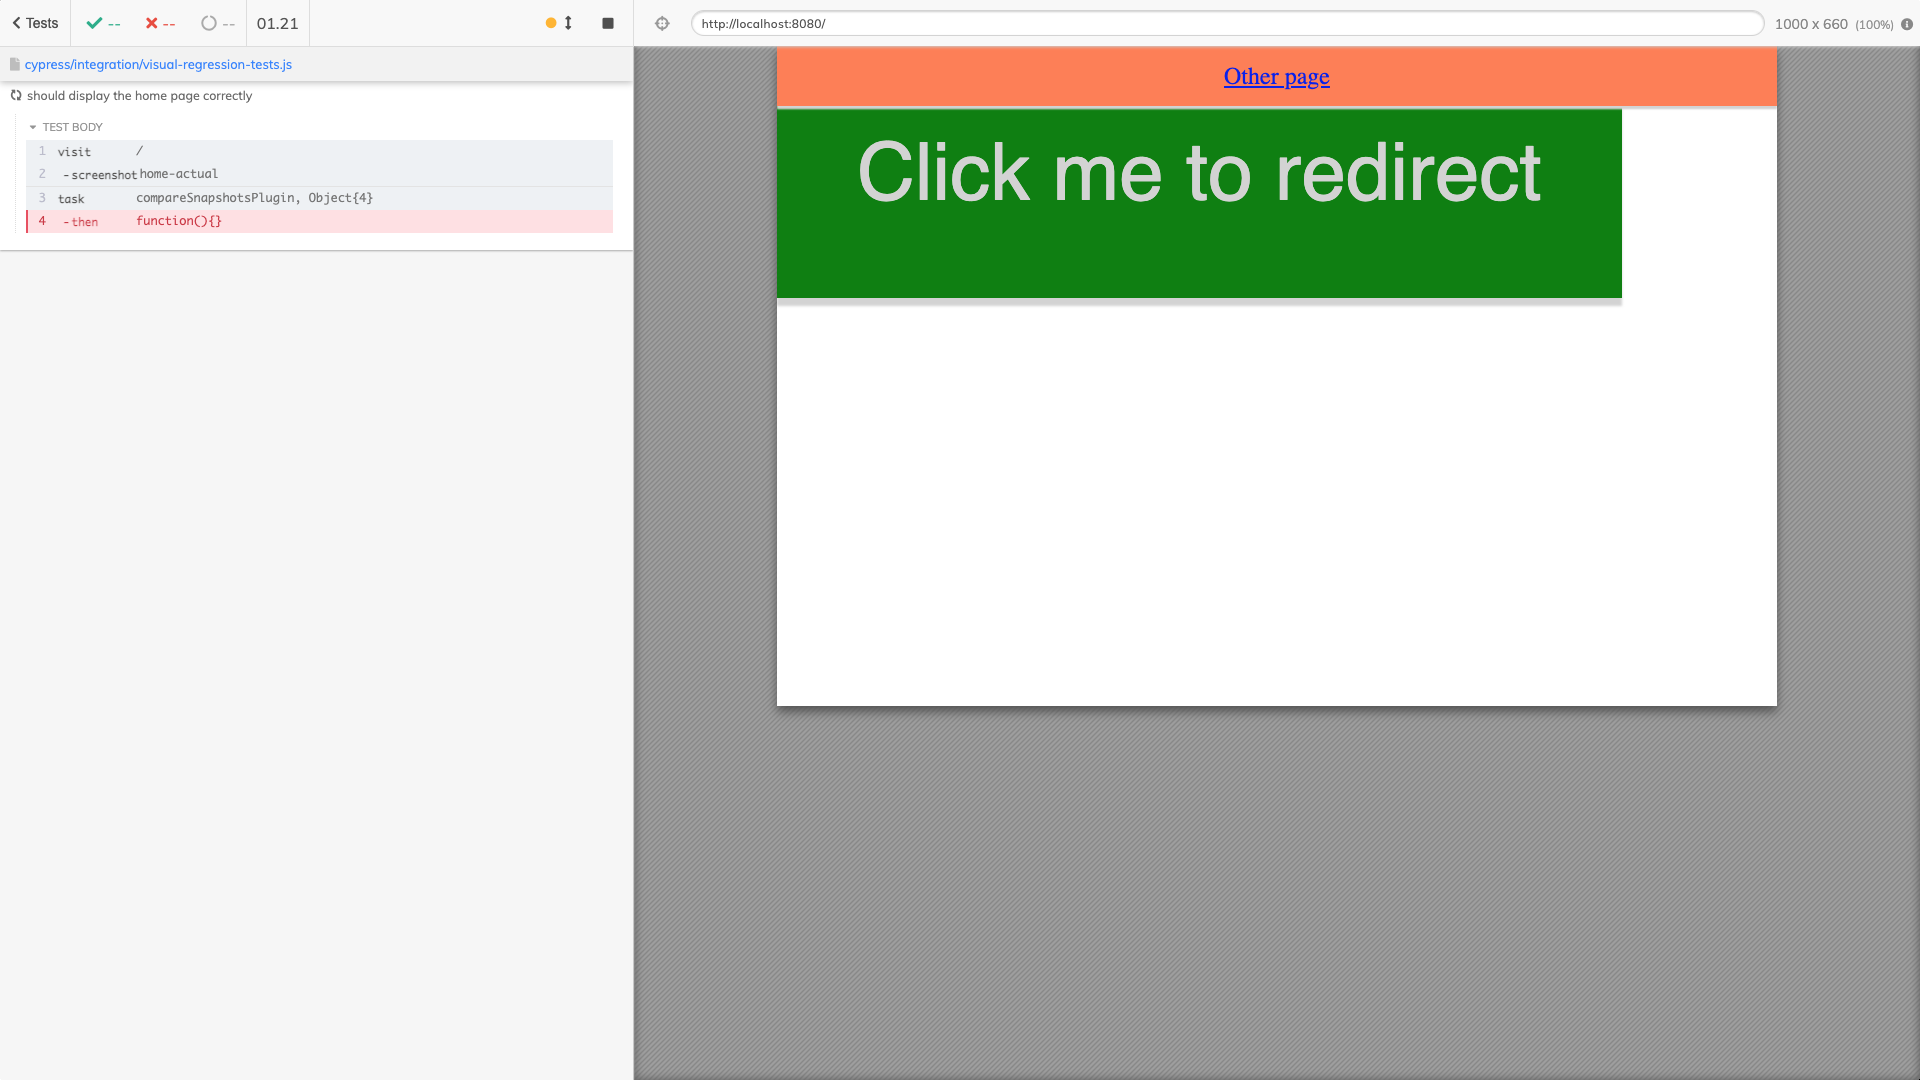 Tests -- -- -- 01.21
http://localhost:8080/ 1000 x 660 (100%)
cypress/integration/visual-regression-tests.js
should display the home page correctly
TEST BODY
1 visit /
2 -screenshot home-actual
3 task compareSnapshotsPlugin, Object{4}
4 -then function(){}
Other page
Click me to redirect